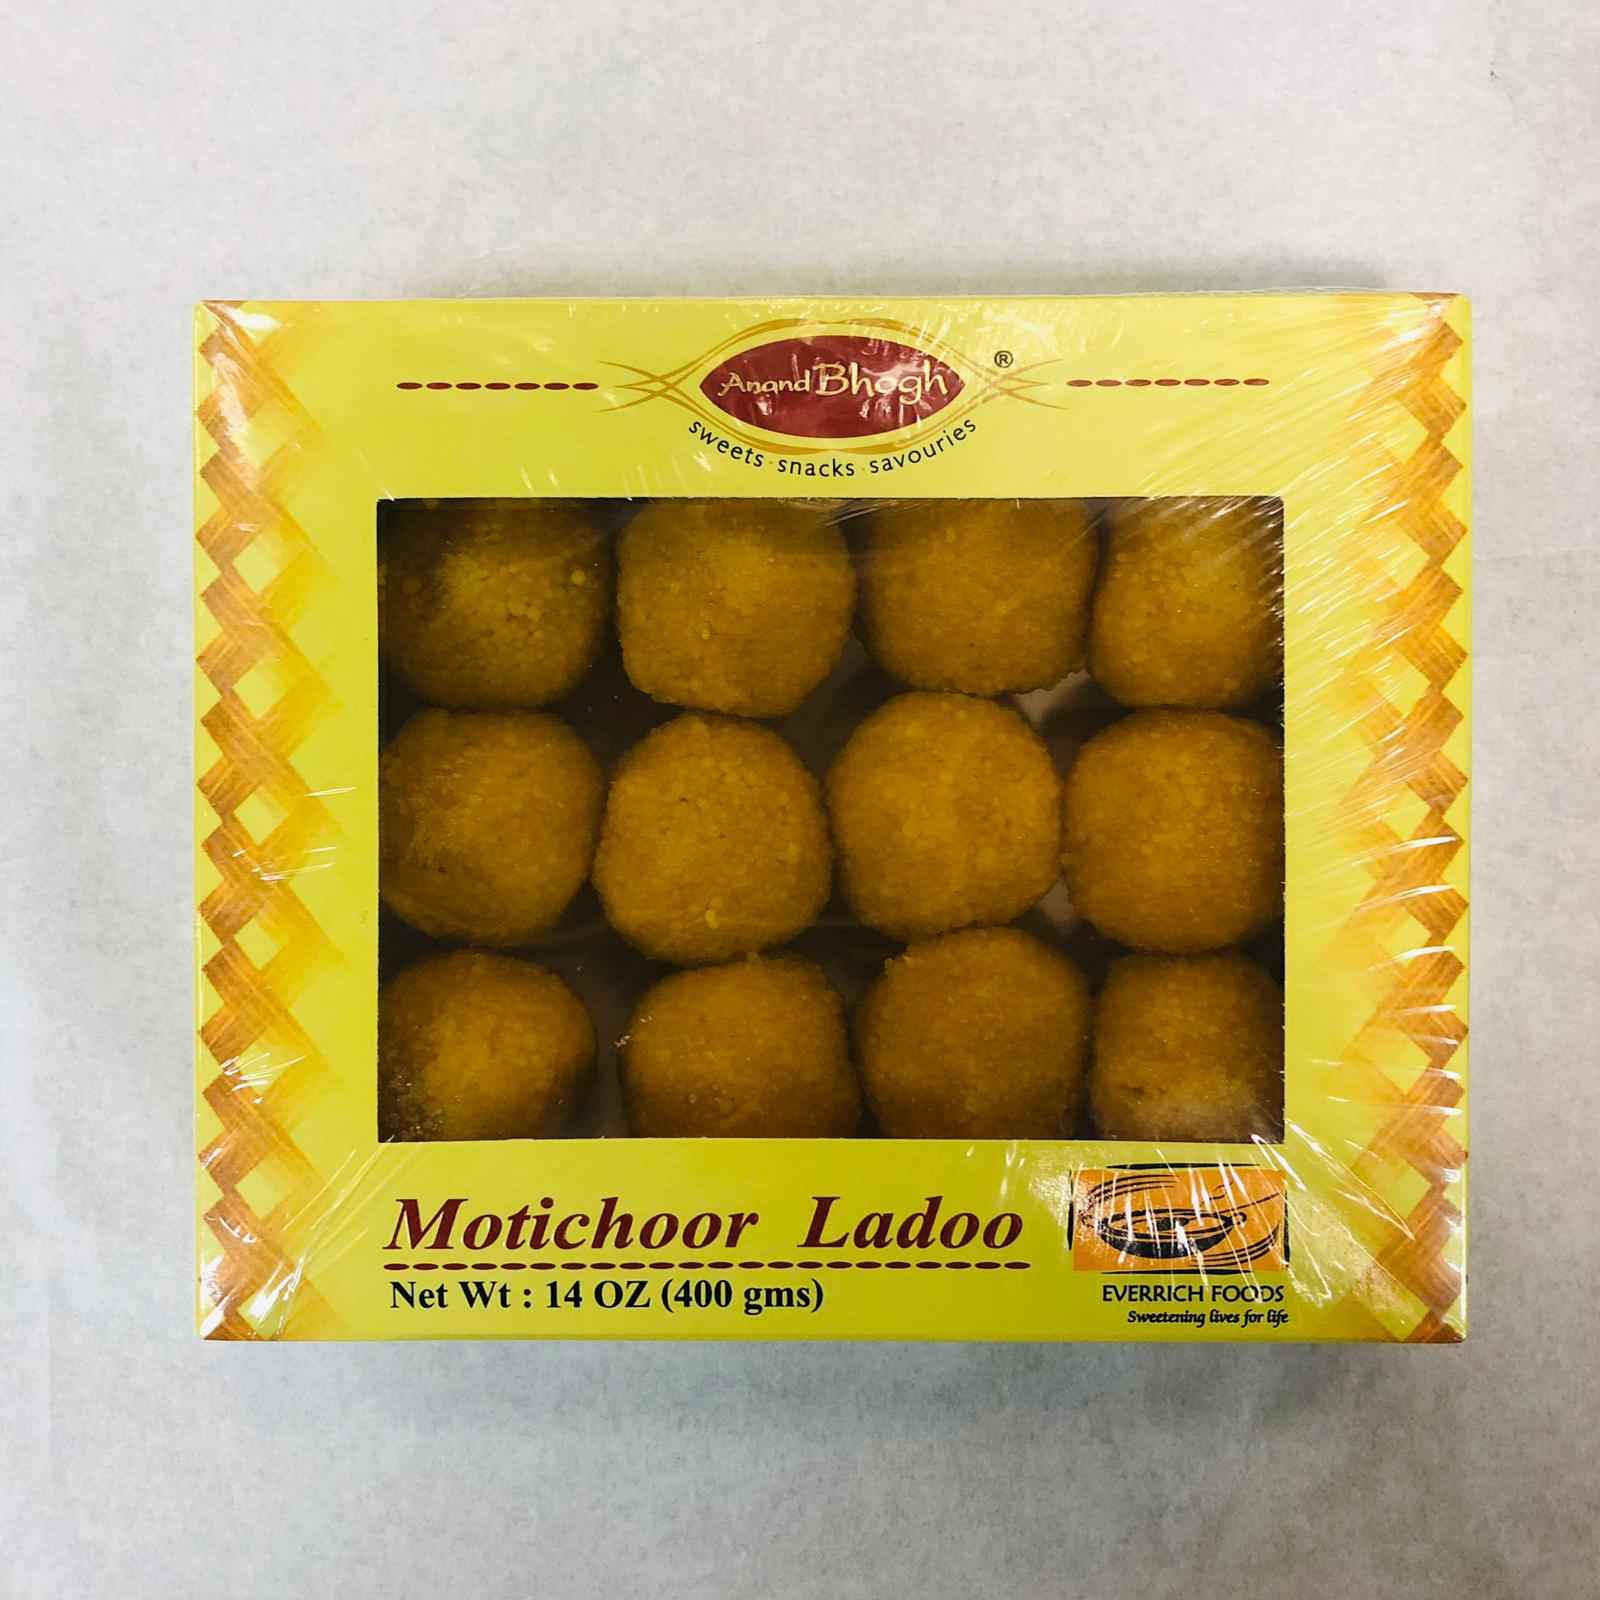 Anand Bhogh ®
sweets · snacks · savouries
Motichoor Ladoo
Net Wt : 14 OZ (400 gms)
EVERRICH FOODS
Sweetening lives for life